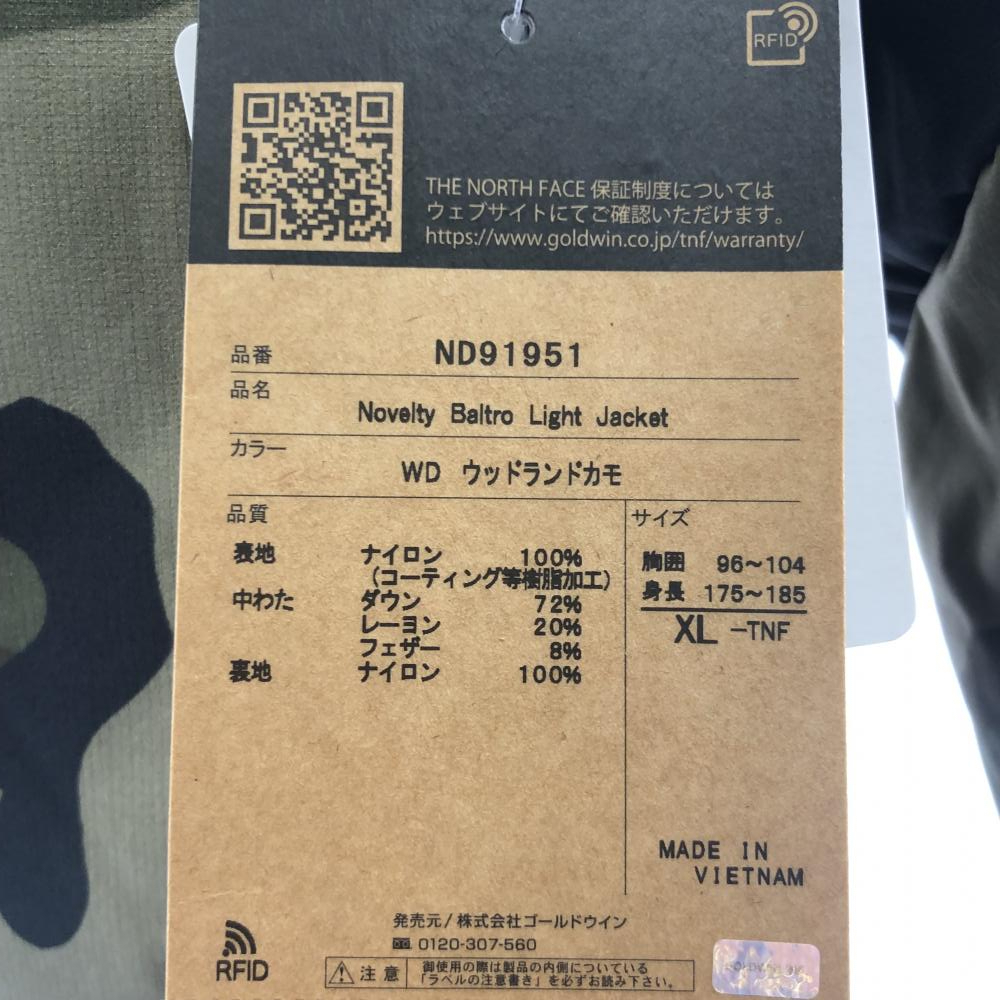 RFID
THE NORTH FACE 保証制度については
ウェブサイトにてご確認いただけます。
https://www.goldwin.co.jp/tnf/warranty/
品番 ND91951
品名
Novelty Baltro Light Jacket
カラー
WD ウッドランドカモ
品質
表地 ナイロン 100%
(コーティング等樹脂加工)
中わた ダウン 72%
レーヨン 20%
フェザー 8%
裏地 ナイロン 100%
サイズ
胸囲 96～104
身長 175～185
XL -TNF
MADE IN
VIETNAM
発売元/株式会社ゴールドウイン
0120-307-560
RFID
注意
御使用の際は製品の内側についている
「ラベルの注意書き」を必ずお読み下さい。